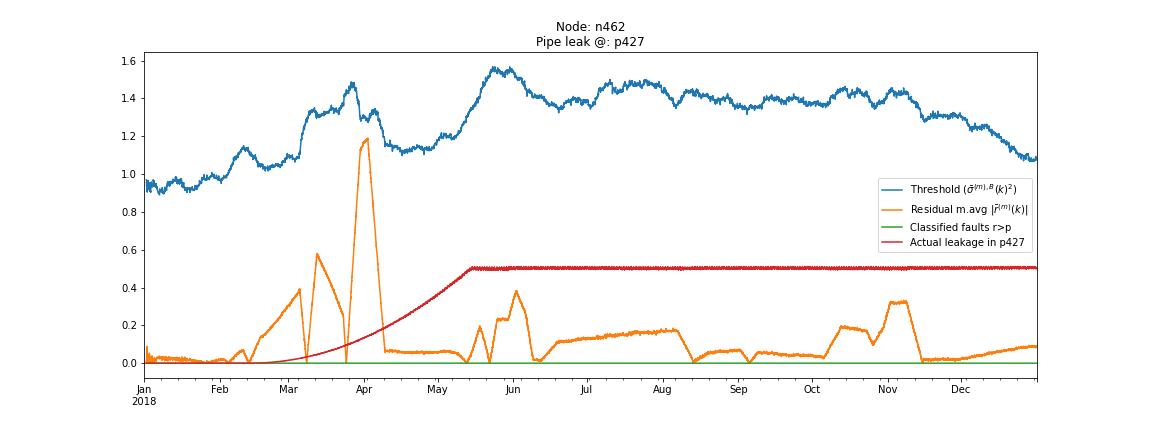 Node: n462
Pipe leak @: p427
1.6
1.4
1.2
1.0
0.8
0.6
0.4
0.2
0.0
Threshold (σ̄⁽ᵐ⁾,ᴮ(k)²)
Residual m.avg |r̄⁽ᵐ⁾(k)|
Classified faults r>p
Actual leakage in p427
Jan Feb Mar Apr May Jun Jul Aug Sep Oct Nov Dec
2018